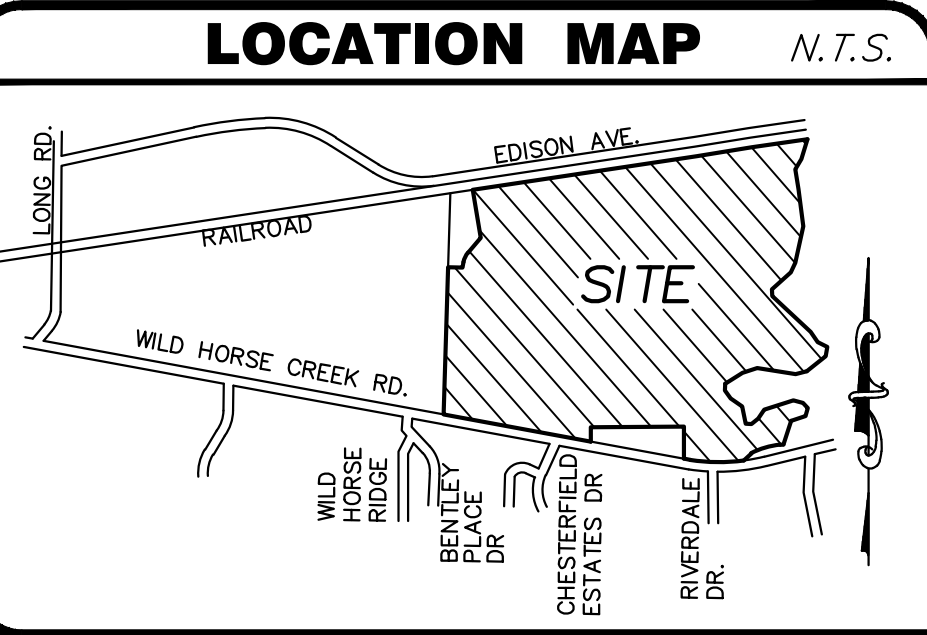 LOCATION MAP N.T.S.
LONG RD.
EDISON AVE.
RAILROAD
SITE
WILD HORSE CREEK RD.
WILD
HORSE
RIDGE
BENTLEY
PLACE
DR
CHESTERFIELD
ESTATES DR
RIVERDALE
DR.